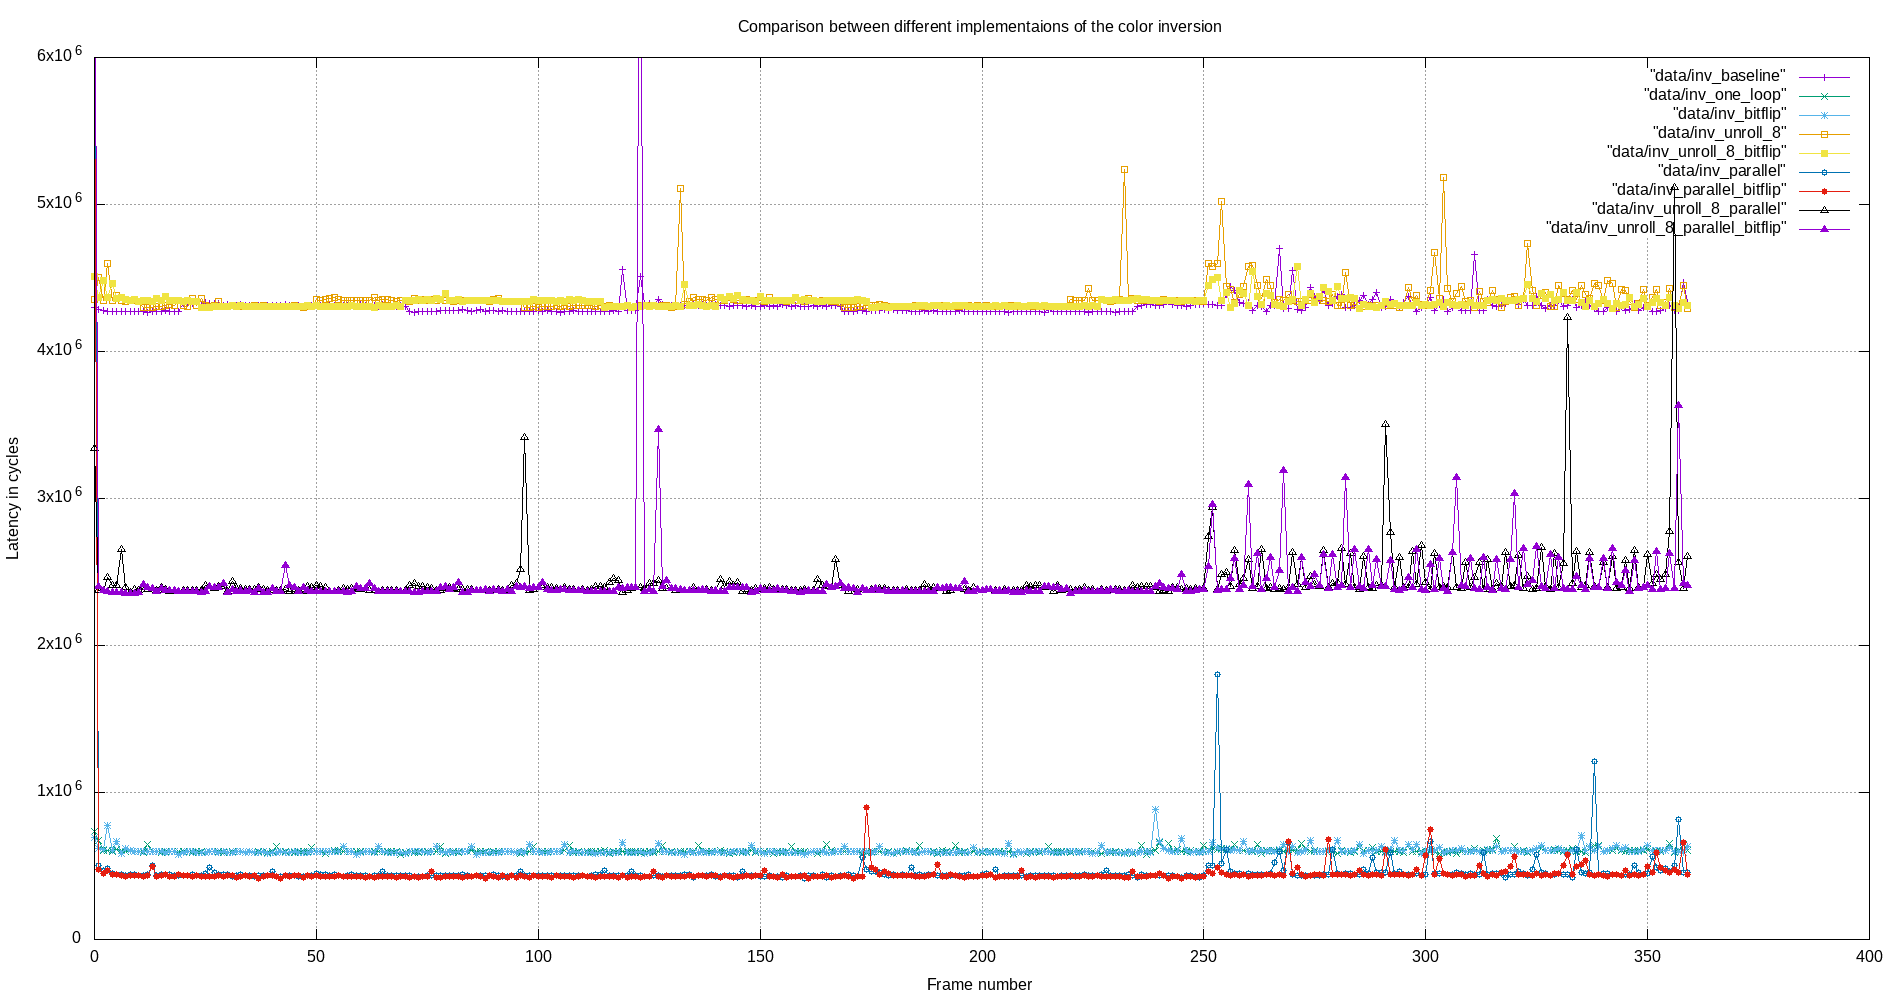 Comparison between different implementaions of the color inversion
6x10^6
5x10^6
4x10^6
3x10^6
2x10^6
1x10^6
0
Latency in cycles
"data/inv_baseline"
"data/inv_one_loop"
"data/inv_bitflip"
"data/inv_unroll_8"
"data/inv_unroll_8_bitflip"
"data/inv_parallel"
"data/inv_parallel_bitflip"
"data/inv_unroll_8_parallel"
"data/inv_unroll_8_parallel_bitflip"
0 50 100 150 200 250 300 350 400
Frame number